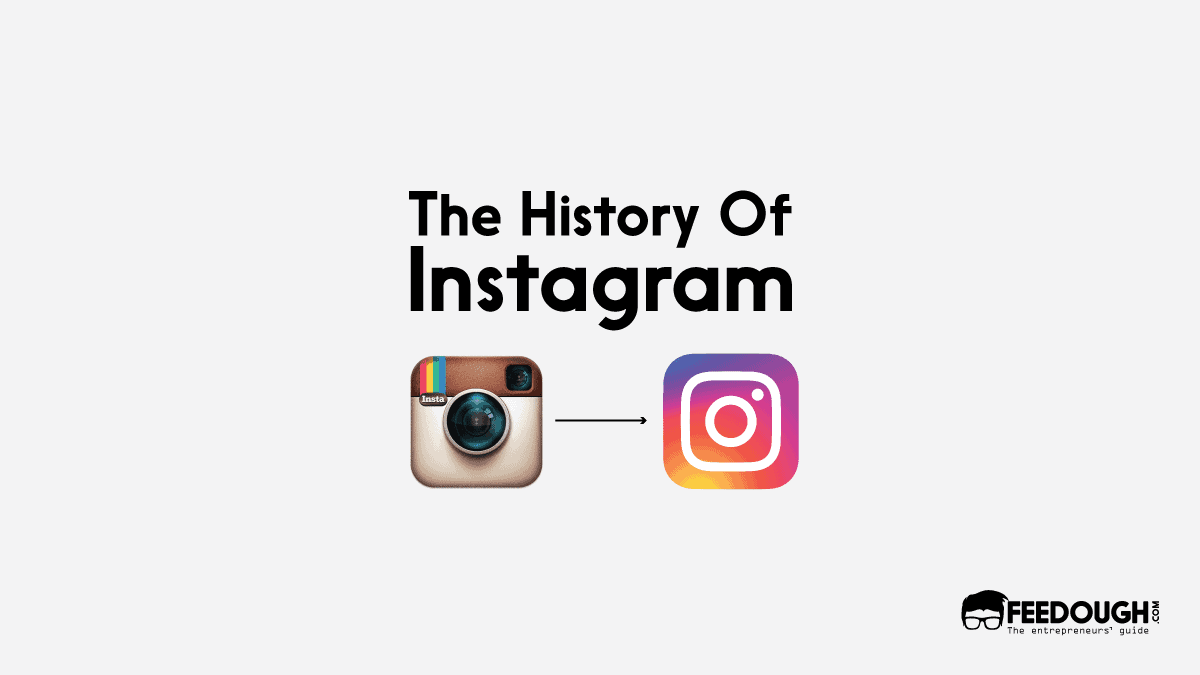 The History Of
Instagram
Insta
FEEDOUGH.COM
The entrepreneurs' guide